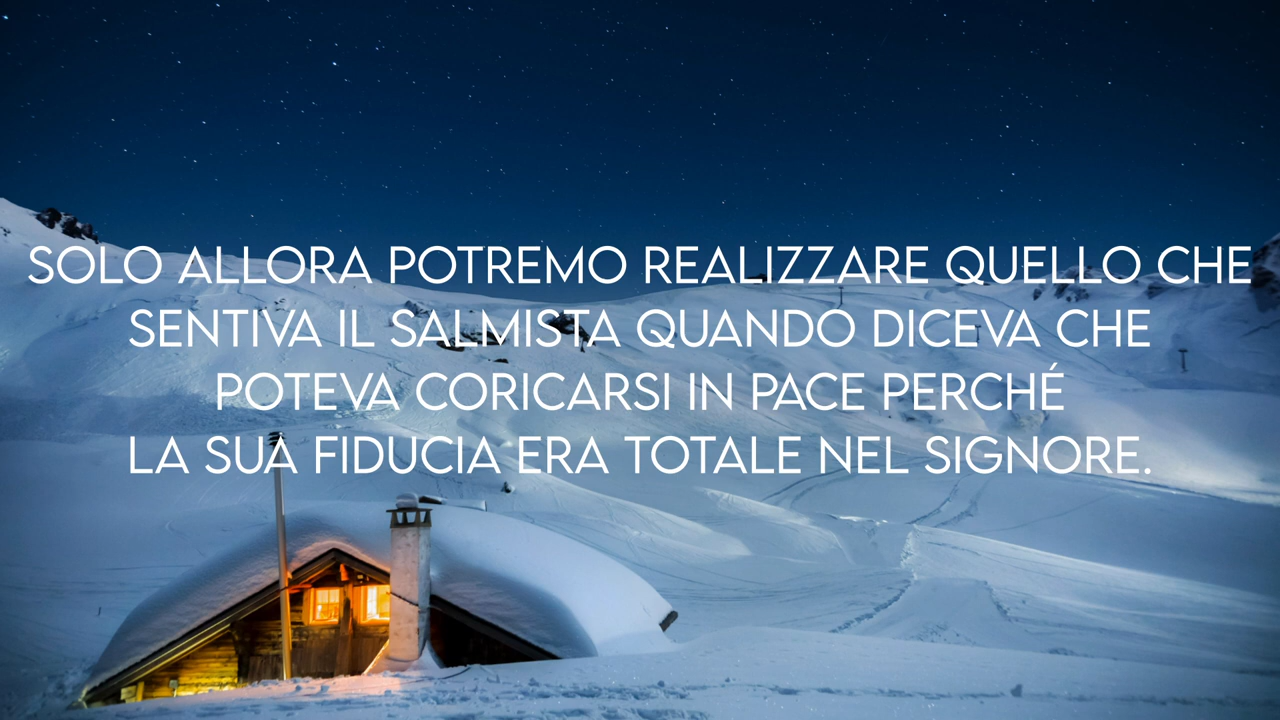 SOLO ALLORA POTREMO REALIZZARE QUELLO CHE
SENTIVA IL SALMISTA QUANDO DICEVA CHE
POTEVA CORICARSI IN PACE PERCHÉ
LA SUA FIDUCIA ERA TOTALE NEL SIGNORE.